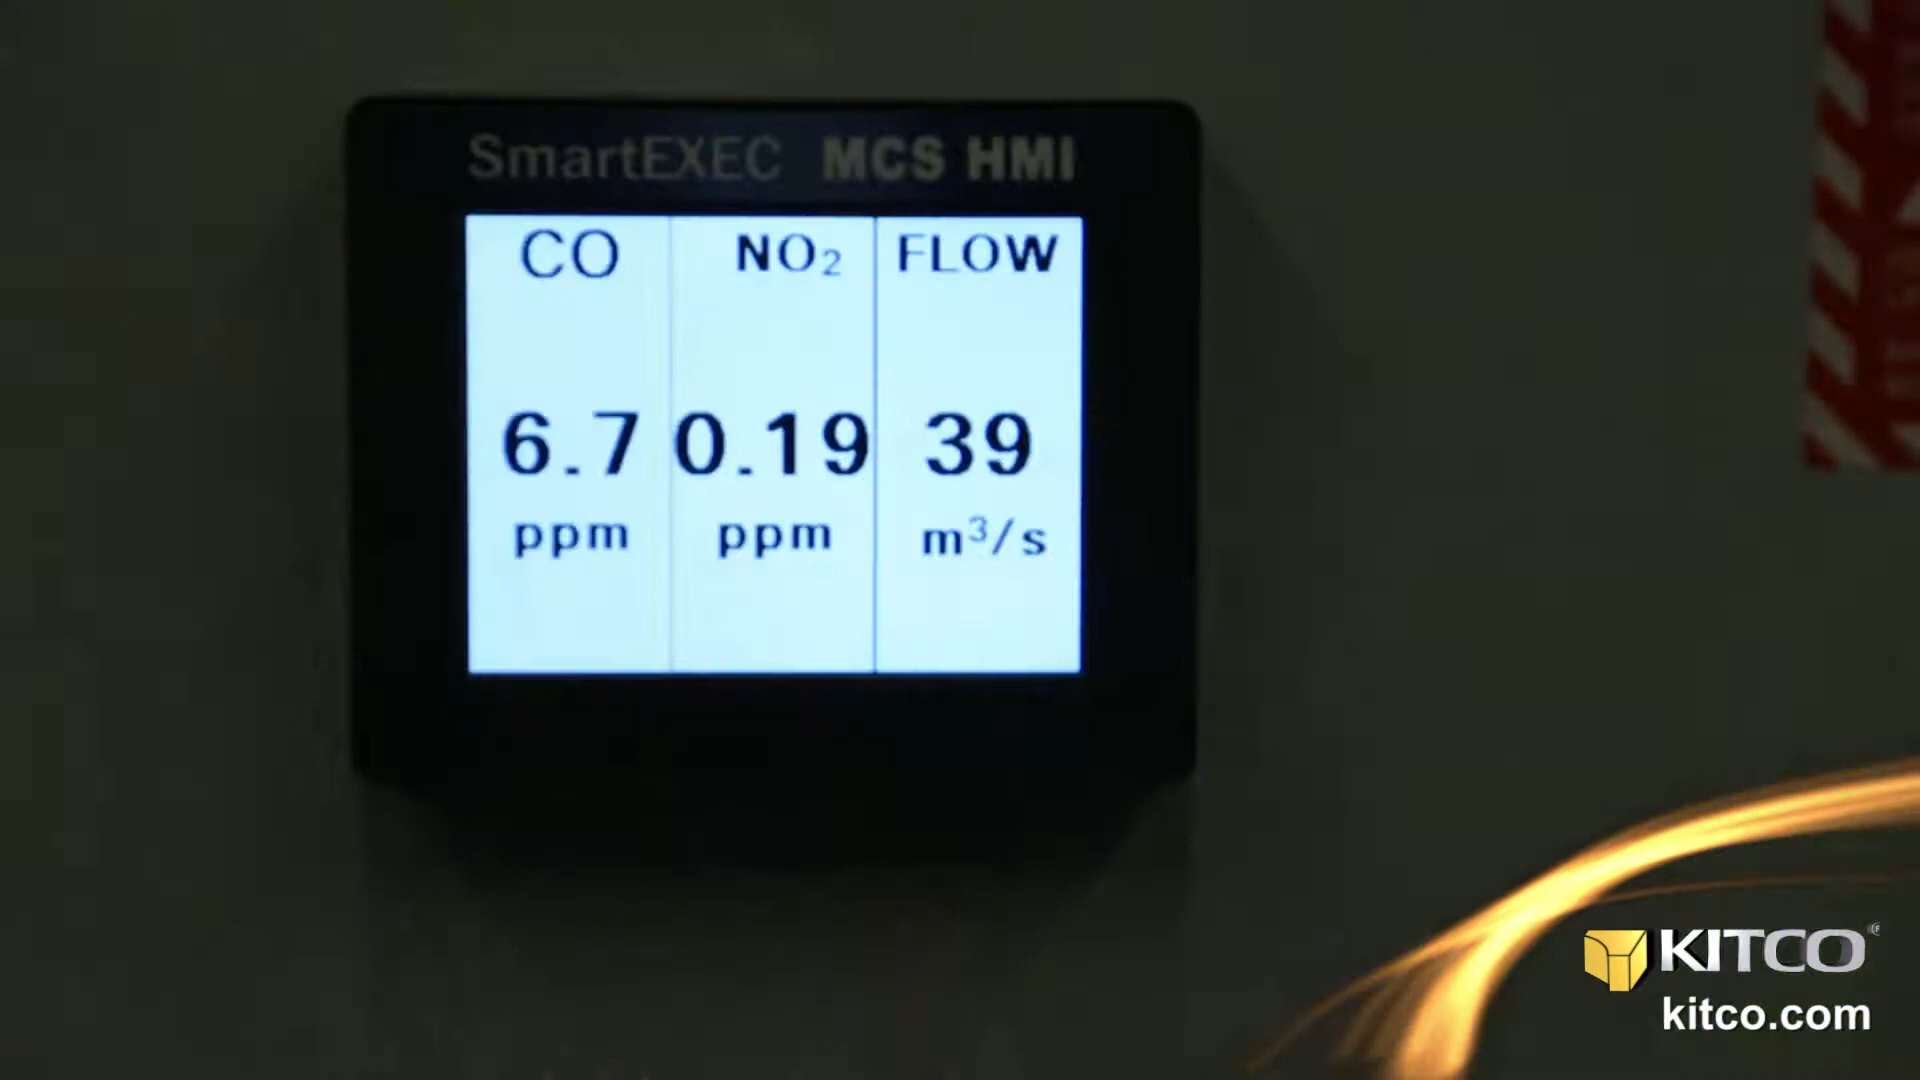 SmartEXEC MCS HMI
CO NO₂ FLOW
6.7 0.19 39
ppm ppm m³/s
KITCO®
kitco.com